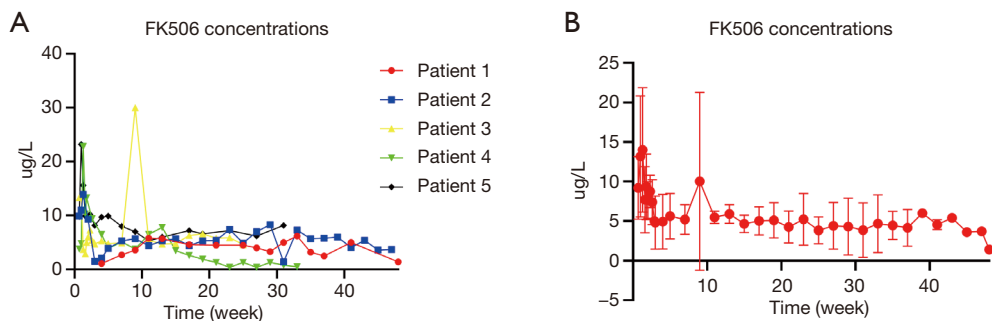 A
FK506 concentrations
40
30
20
10
0
ug/L
0
10
20
30
40
Time (week)
Patient 1
Patient 2
Patient 3
Patient 4
Patient 5
B
FK506 concentrations
25
20
15
10
5
0
−5
ug/L
10
20
30
40
Time (week)